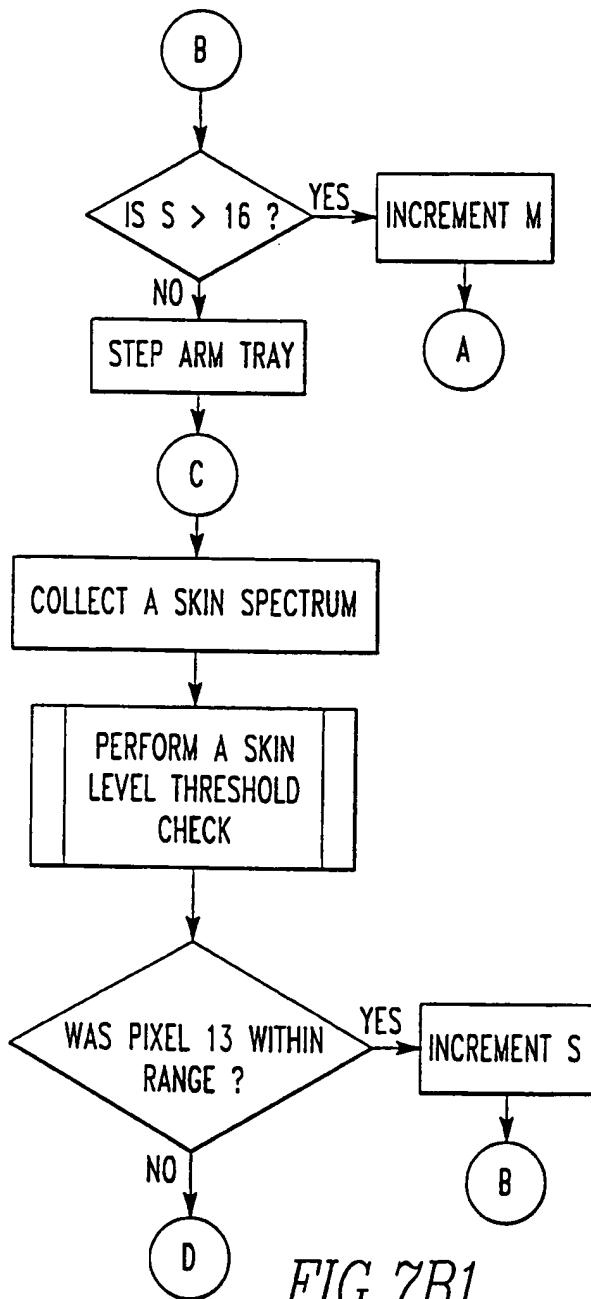 B
IS S > 16 ?
YES
INCREMENT M
NO
STEP ARM TRAY
A
C
COLLECT A SKIN SPECTRUM
PERFORM A SKIN
LEVEL THRESHOLD
CHECK
WAS PIXEL 13 WITHIN
RANGE ?
YES
INCREMENT S
NO
B
D
FIG. 7B1